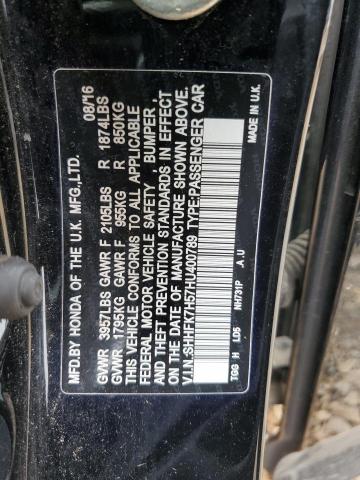 MFD.BY HONDA OF THE U.K. MFG.,LTD. 08/16
GVWR 3957LBS GAWR F 2105LBS R 1874LBS
GVWR 1795KG GAWR F 955KG R 850KG
THIS VEHICLE CONFORMS TO ALL APPLICABLE
FEDERAL MOTOR VEHICLE SAFETY, BUMPER,
AND THEFT PREVENTION STANDARDS IN EFFECT
ON THE DATE OF MANUFACTURE SHOWN ABOVE.
V.I.N.:SHHFK7H57HU400789 TYPE:PASSENGER CAR
TGG H LD5 NH731P A.U
MADE IN U.K.